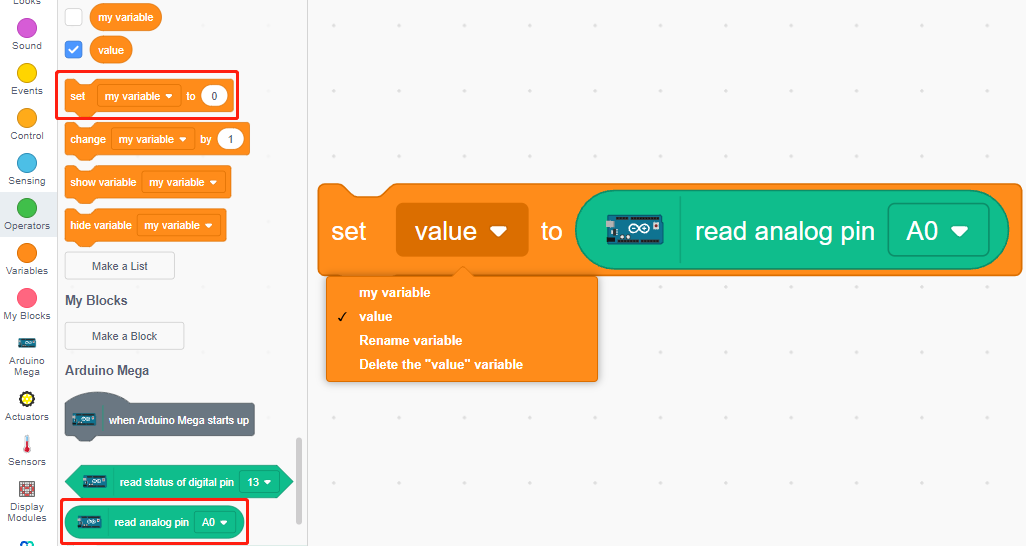 Looks
Sound
Events
Control
Sensing
Operators
Variables
My Blocks
Arduino
Mega
Actuators
Sensors
Display
Modules
my variable
value
set my variable to 0
change my variable by 1
show variable my variable
hide variable my variable
Make a List
My Blocks
Make a Block
Arduino Mega
when Arduino Mega starts up
read status of digital pin 13
read analog pin A0
set value to read analog pin A0
my variable
✓ value
Rename variable
Delete the "value" variable